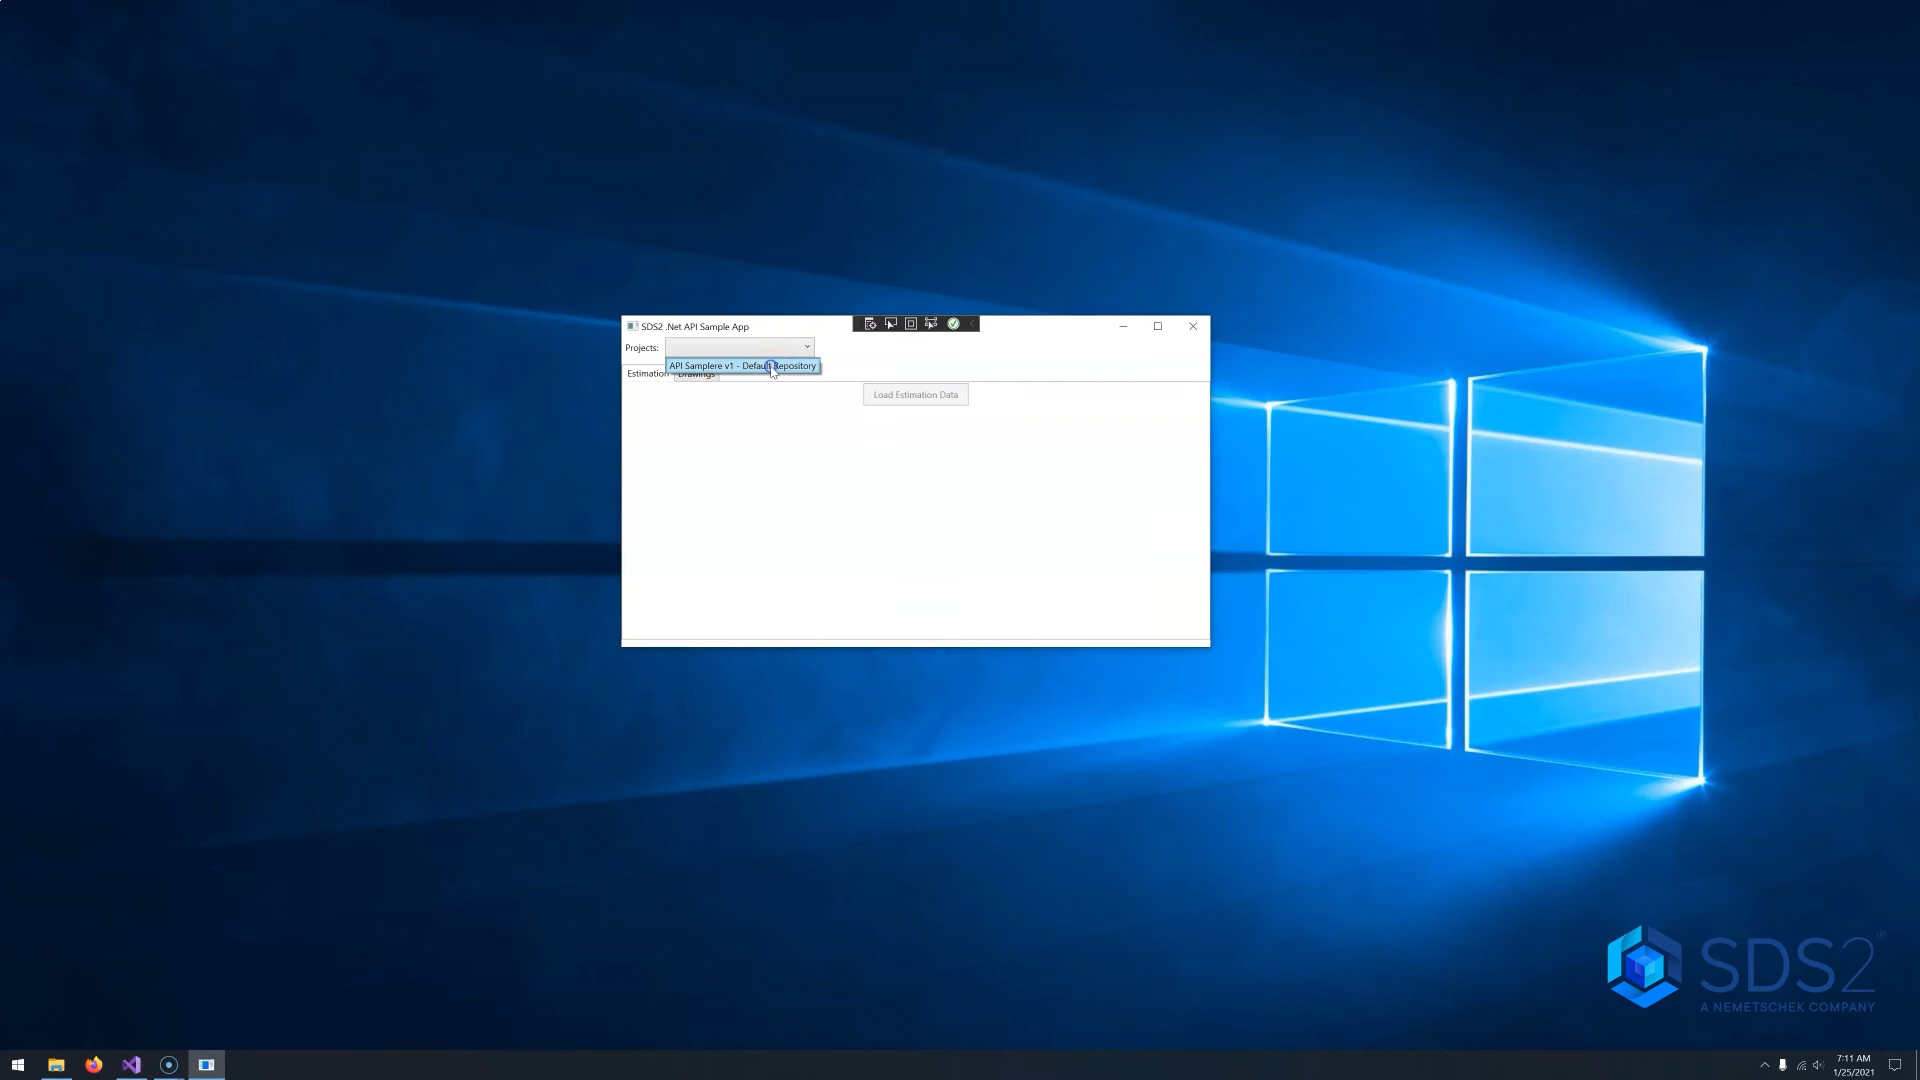 SDS2 .Net API Sample App
Projects:
API Samplere v1 - Default Repository
Estimation Drawings
Load Estimation Data
SDS2®
A NEMETSCHEK COMPANY
7:11 AM
1/25/2021